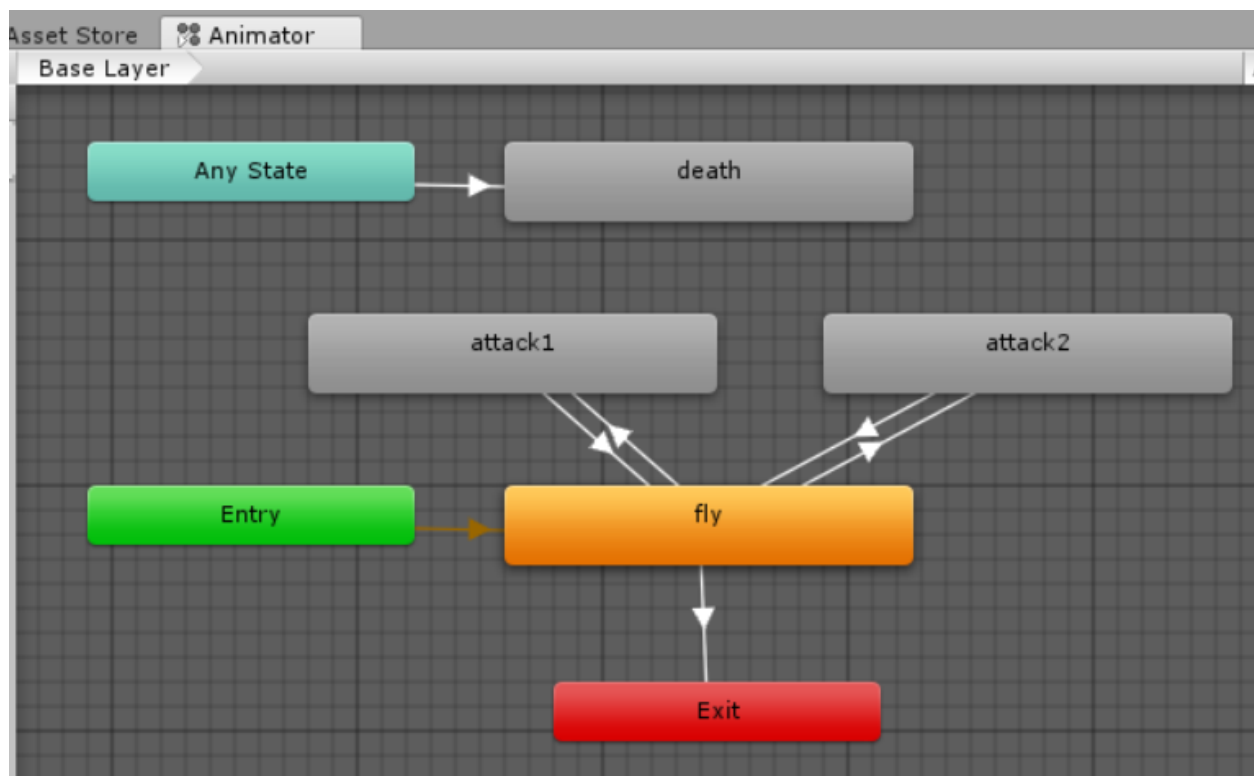 Asset Store Animator
Base Layer
Any State death
attack1 attack2
Entry fly
Exit